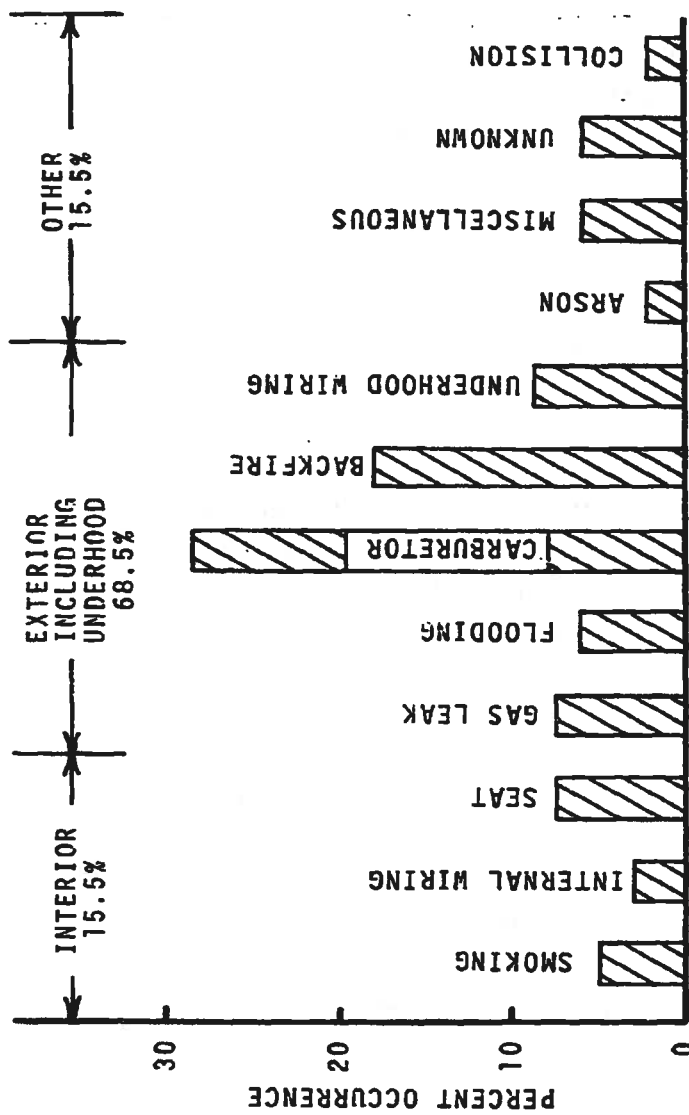 INTERIOR
15.5%
EXTERIOR
INCLUDING
UNDERHOOD
68.5%
OTHER
15.5%
PERCENT OCCURRENCE
30
20
10
0
SMOKING
INTERNAL WIRING
SEAT
GAS LEAK
FLOODING
CARBURETOR
BACKFIRE
UNDERHOOD WIRING
ARSON
MISCELLANEOUS
UNKNOWN
COLLISION